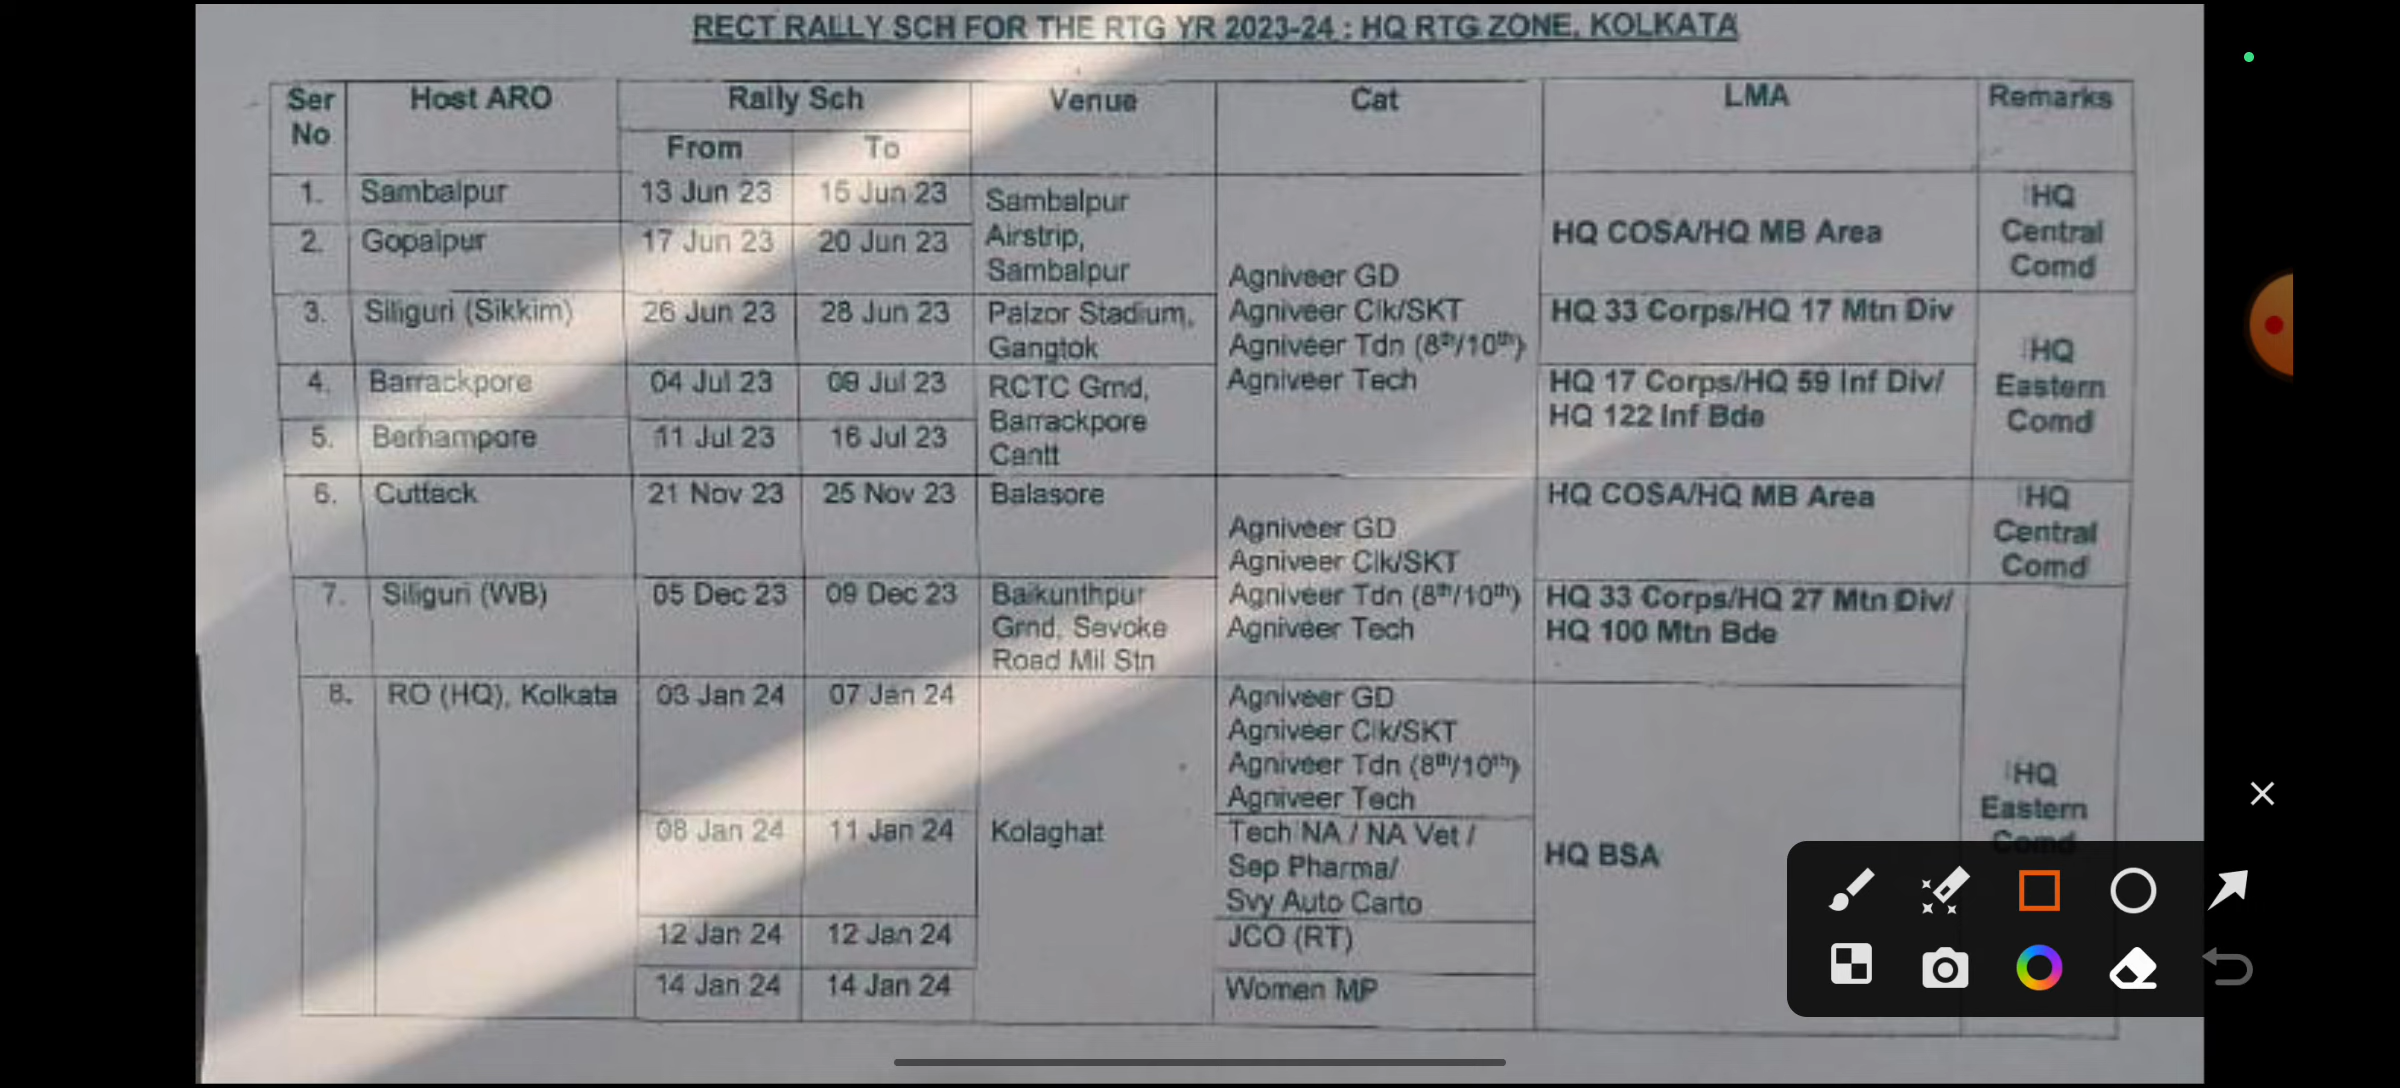 RECT RALLY SCH FOR THE RTG YR 2023-24 : HQ RTG ZONE, KOLKATA
Ser No Host ARO Rally Sch Venue Cat LMA Remarks
From To
1. Sambalpur 13 Jun 23 15 Jun 23
2. Gopalpur 17 Jun 23 20 Jun 23
Sambalpur
Airstrip,
Sambalpur
HQ COSA/HQ MB Area
HQ
Central
Comd
3. Siliguri (Sikkim) 26 Jun 23 28 Jun 23
Palzor Stadium,
Gangtok
Agniveer GD
Agniveer Clk/SKT
Agniveer Tdn (8th/10th)
Agniveer Tech
HQ 33 Corps/HQ 17 Mtn Div
4. Barrackpore 04 Jul 23 09 Jul 23
5. Berhampore 11 Jul 23 16 Jul 23
RCTC Grnd,
Barrackpore
Cantt
HQ 17 Corps/HQ 59 Inf Div/
HQ 122 Inf Bde
HQ
Eastern
Comd
6. Cuttack 21 Nov 23 25 Nov 23 Balasore
HQ COSA/HQ MB Area
HQ
Central
Comd
7. Siliguri (WB) 05 Dec 23 09 Dec 23
Baikunthpur
Grnd, Sevoke
Road Mil Stn
Agniveer GD
Agniveer Clk/SKT
Agniveer Tdn (8th/10th)
Agniveer Tech
HQ 33 Corps/HQ 27 Mtn Div/
HQ 100 Mtn Bde
8. RO (HQ), Kolkata 03 Jan 24 07 Jan 24
Agniveer GD
Agniveer Clk/SKT
Agniveer Tdn (8th/10th)
Agniveer Tech
08 Jan 24 11 Jan 24 Kolaghat
Tech NA / NA Vet /
Sep Pharma/
Svy Auto Carto
HQ BSA
HQ
Eastern
Comd
12 Jan 24 12 Jan 24 JCO (RT)
14 Jan 24 14 Jan 24 Women MP